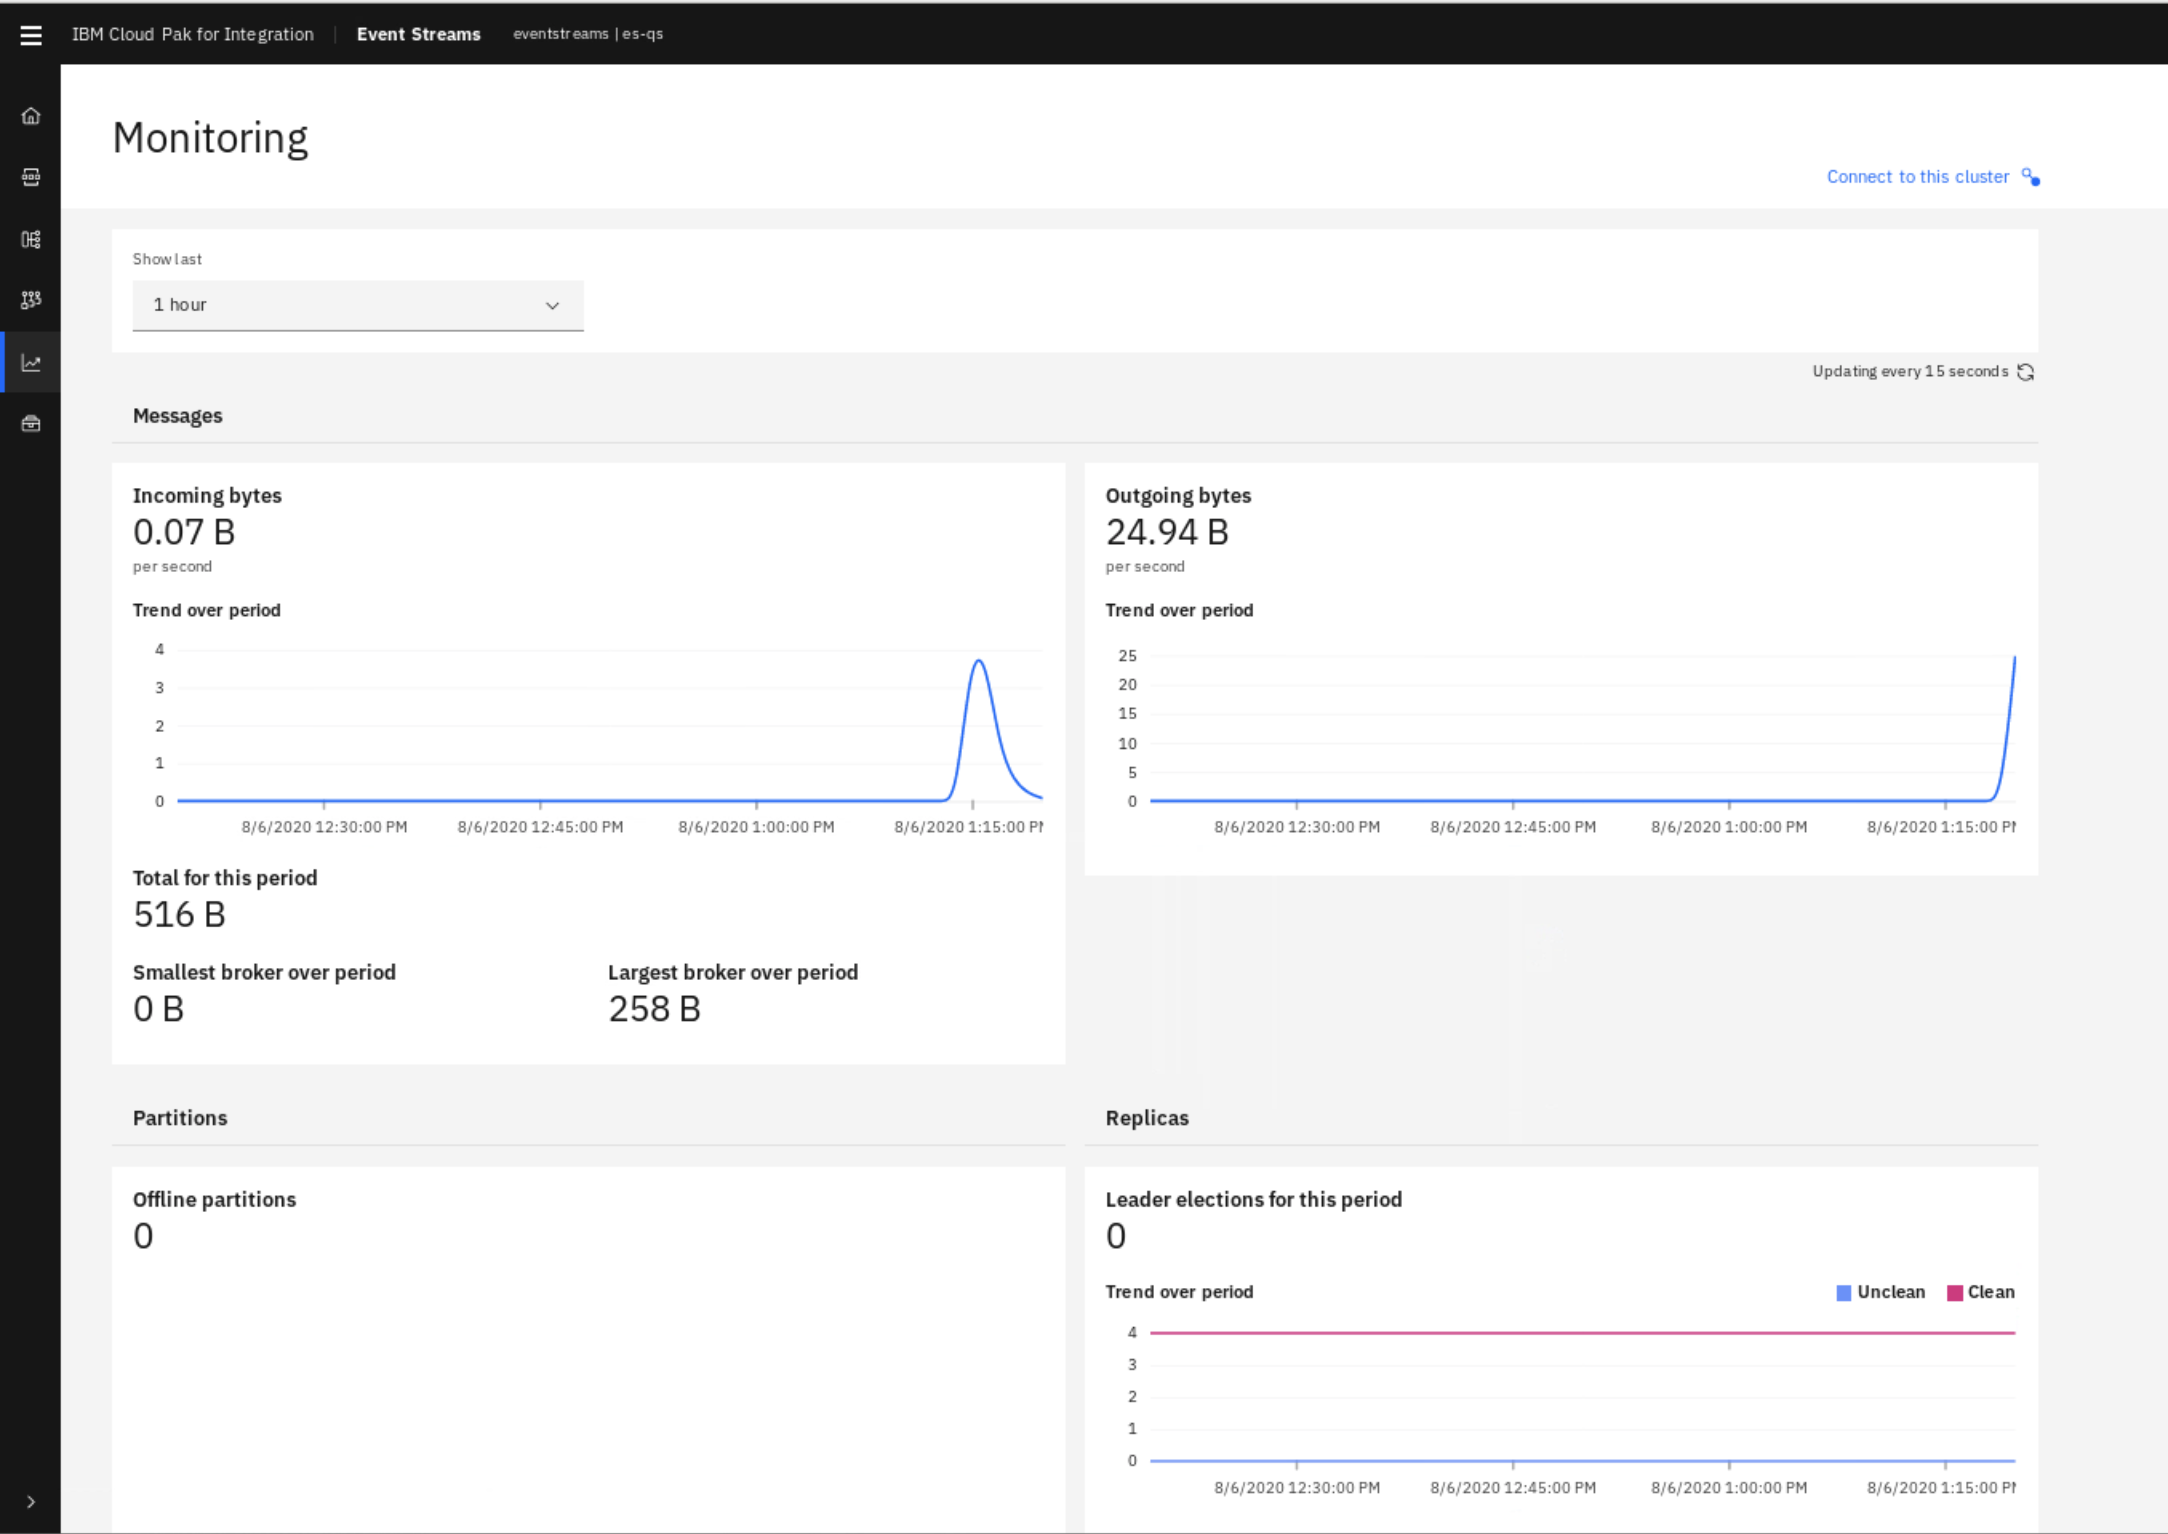 IBM Cloud Pak for Integration | Event Streams eventstreams | es-qs
Monitoring
Connect to this cluster
Show last
1 hour
Updating every 15 seconds
Messages
Incoming bytes
0.07 B
per second
Trend over period
4
3
2
1
0
8/6/2020 12:30:00 PM 8/6/2020 12:45:00 PM 8/6/2020 1:00:00 PM 8/6/2020 1:15:00 PM
Total for this period
516 B
Smallest broker over period
0 B
Largest broker over period
258 B
Outgoing bytes
24.94 B
per second
Trend over period
25
20
15
10
5
0
8/6/2020 12:30:00 PM 8/6/2020 12:45:00 PM 8/6/2020 1:00:00 PM 8/6/2020 1:15:00 PM
Partitions
Offline partitions
0
Replicas
Leader elections for this period
0
Trend over period
Unclean Clean
4
3
2
1
0
8/6/2020 12:30:00 PM 8/6/2020 12:45:00 PM 8/6/2020 1:00:00 PM 8/6/2020 1:15:00 PM